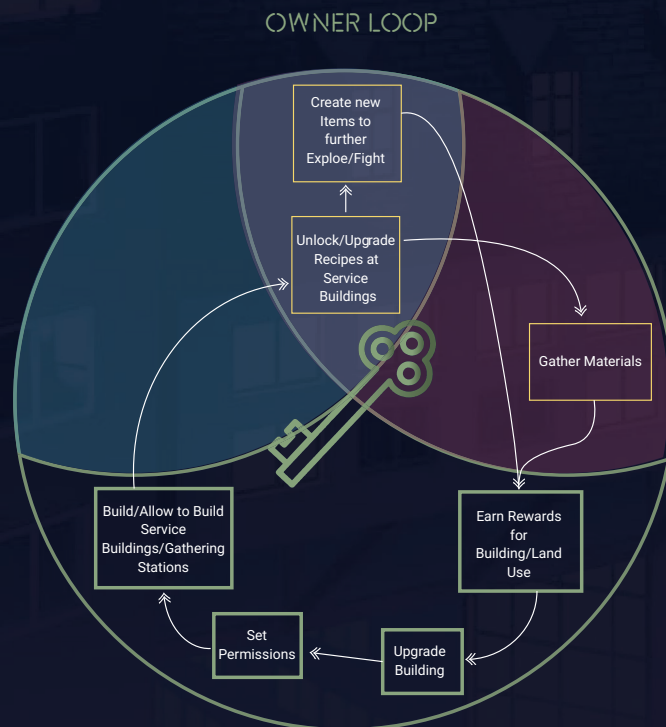 OWNER LOOP
Create new
Items to
further
Exploe/Fight
Unlock/Upgrade
Recipes at
Service
Buildings
Gather Materials
Build/Allow to Build
Service
Buildings/Gathering
Stations
Earn Rewards
for
Building/Land
Use
Set
Permissions
Upgrade
Building